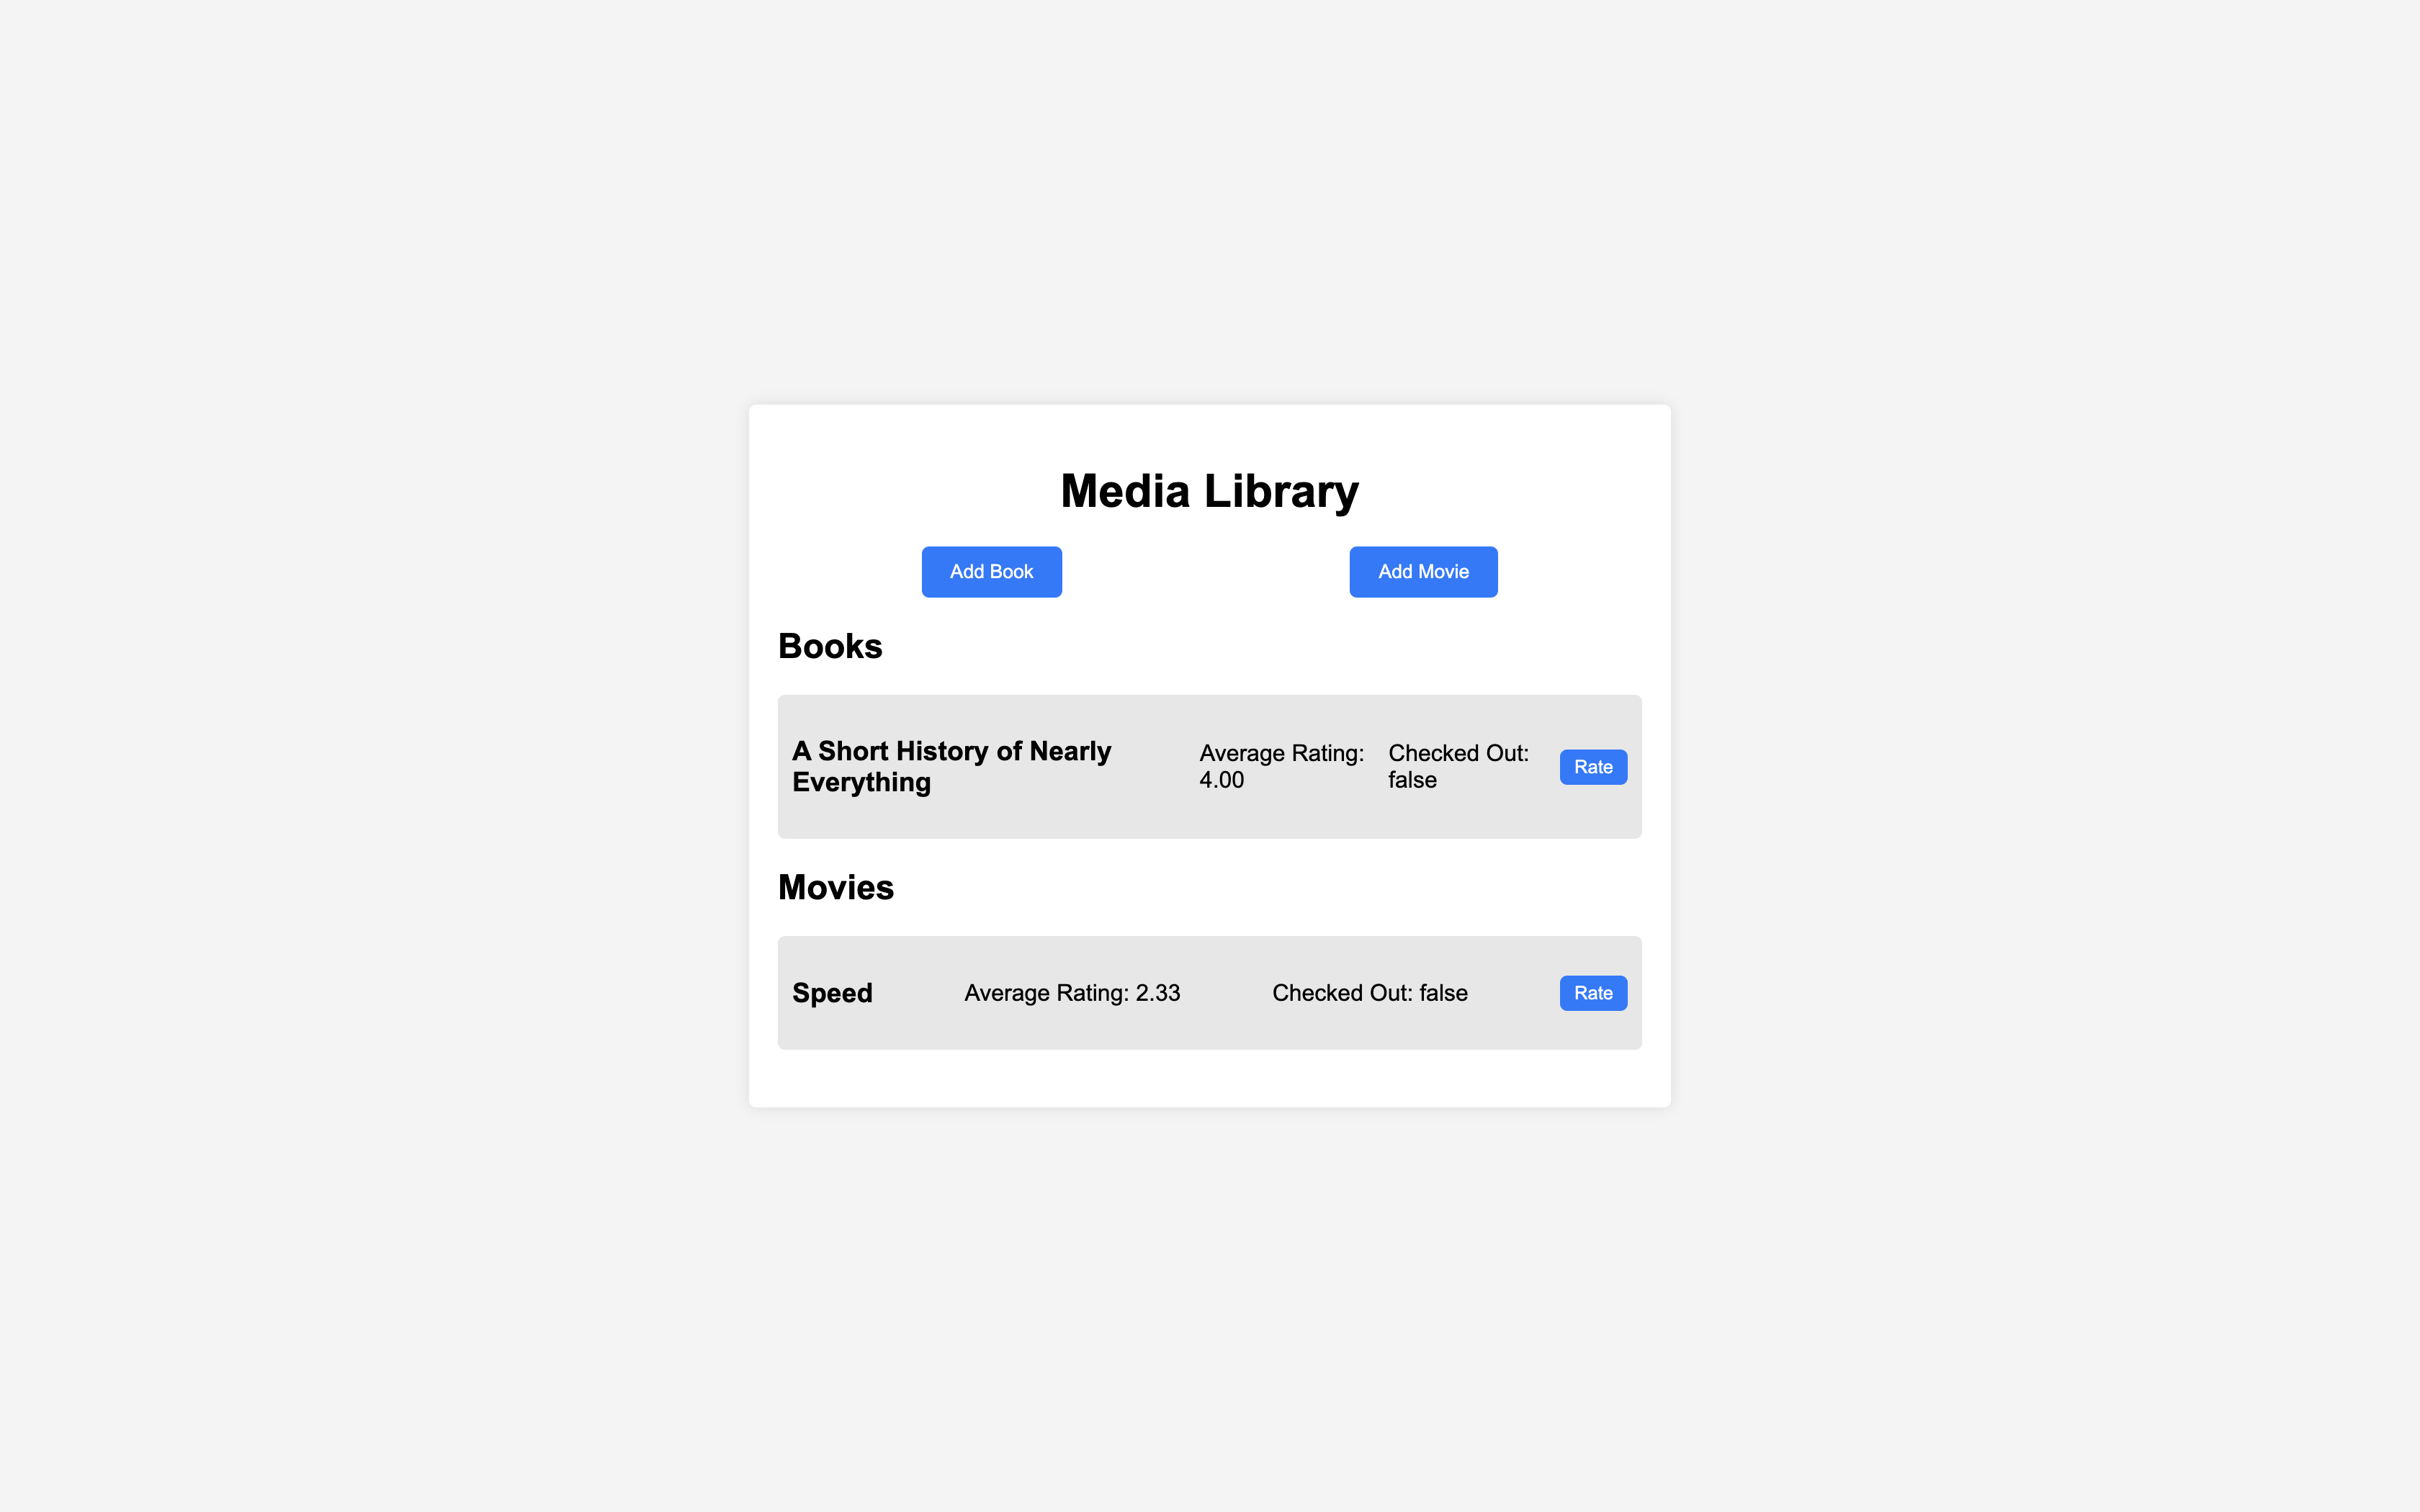 Media Library
Add Book
Add Movie
Books
A Short History of Nearly
Everything
Average Rating:
4.00
Checked Out:
false
Rate
Movies
Speed
Average Rating: 2.33
Checked Out: false
Rate